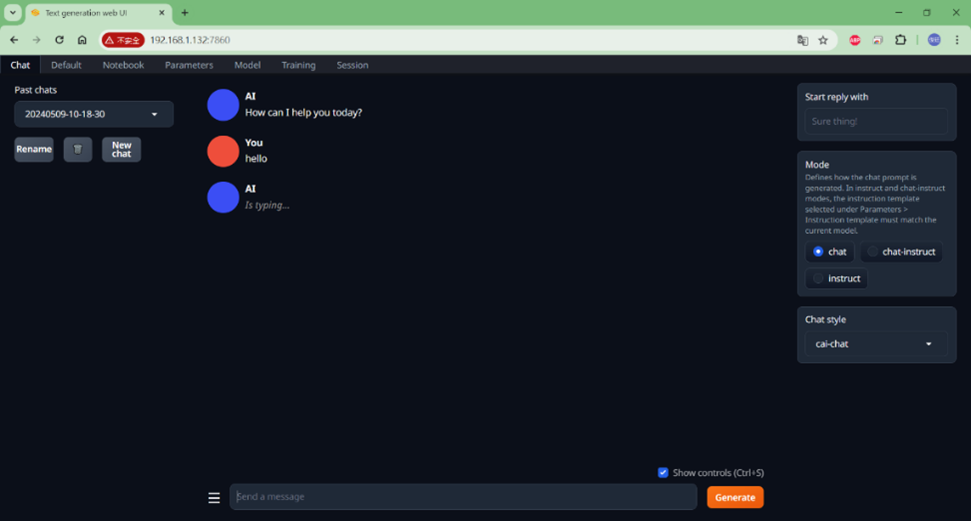 Text generation web UI
不安全
192.168.1.132:7860
Chat
Default
Notebook
Parameters
Model
Training
Session
Past chats
20240509-10-18-30
Rename
New
chat
AI
How can I help you today?
You
hello
AI
Is typing...
Start reply with
Sure thing!
Mode
Defines how the chat prompt is
generated. In instruct and chat-instruct
modes, the instruction template
selected under Parameters >
Instruction template must match the
current model.
chat
chat-instruct
instruct
Chat style
cai-chat
Show controls (Ctrl+S)
Send a message
Generate